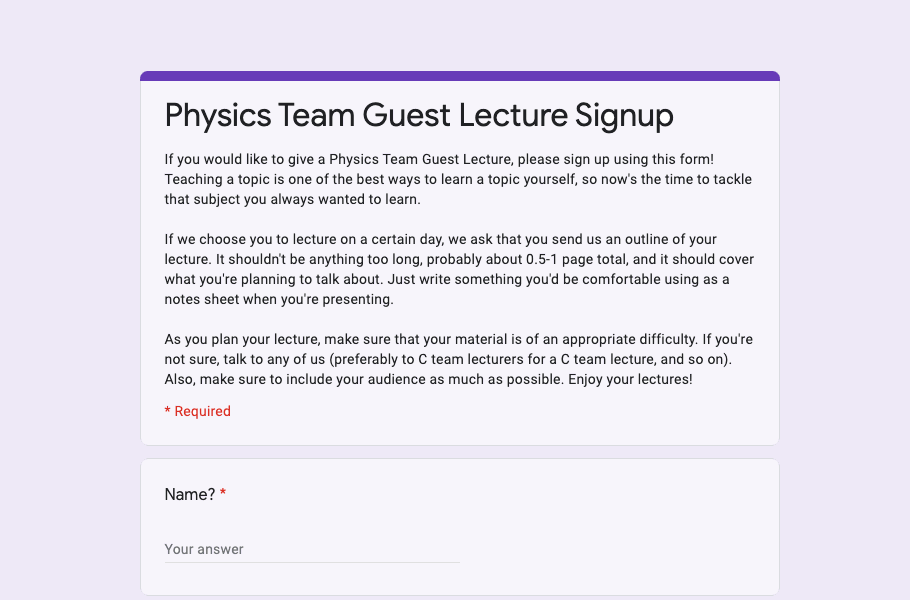 Physics Team Guest Lecture Signup
If you would like to give a Physics Team Guest Lecture, please sign up using this form!
Teaching a topic is one of the best ways to learn a topic yourself, so now's the time to tackle
that subject you always wanted to learn.
If we choose you to lecture on a certain day, we ask that you send us an outline of your
lecture. It shouldn't be anything too long, probably about 0.5-1 page total, and it should cover
what you're planning to talk about. Just write something you'd be comfortable using as a
notes sheet when you're presenting.
As you plan your lecture, make sure that your material is of an appropriate difficulty. If you're
not sure, talk to any of us (preferably to C team lecturers for a C team lecture, and so on).
Also, make sure to include your audience as much as possible. Enjoy your lectures!
* Required
Name? *
Your answer